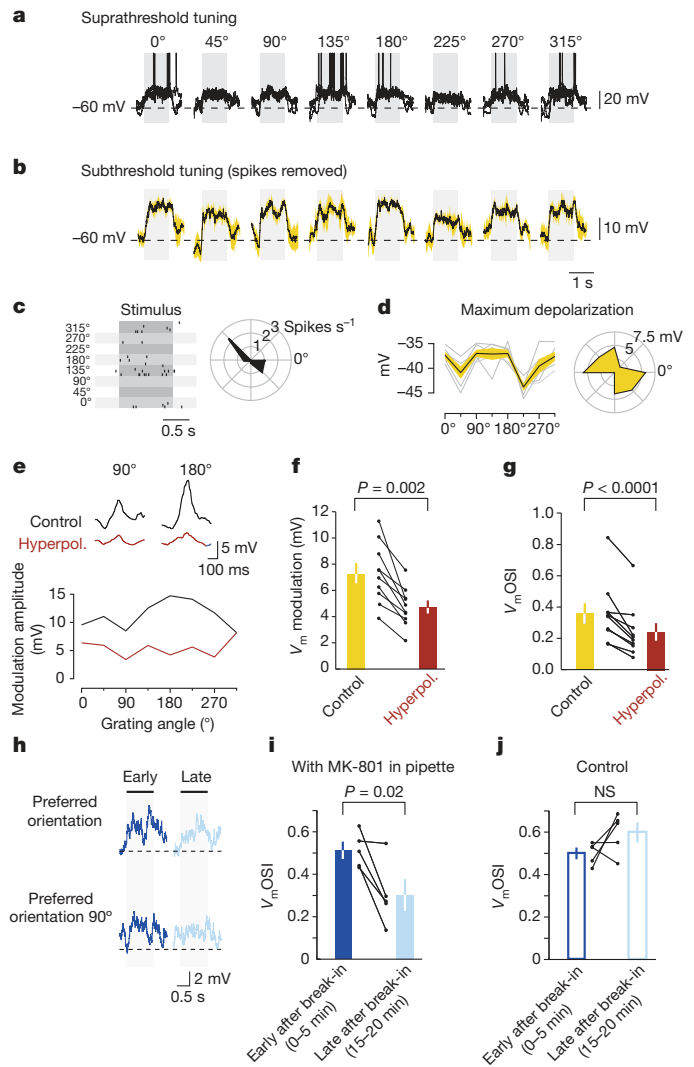 a
Suprathreshold tuning
0° 45° 90° 135° 180° 225° 270° 315°
–60 mV
20 mV
b
Subthreshold tuning (spikes removed)
–60 mV
10 mV
1 s
c
Stimulus
315°
270°
225°
180°
135°
90°
45°
0°
0.5 s
3 Spikes s–1
2
1
0°
d
Maximum depolarization
mV
–35
–40
–45
0° 90° 180° 270°
7.5 mV
5
0°
e
90° 180°
Control
Hyperpol.
5 mV
100 ms
Modulation amplitude
(mV)
15
10
5
0
0 90 180 270
Grating angle (°)
f
P = 0.002
Vm modulation (mV)
12
10
8
6
4
2
0
Control
Hyperpol.
g
P < 0.0001
VmOSI
1.0
0.8
0.6
0.4
0.2
0.0
Control
Hyperpol.
h
Early Late
Preferred
orientation
Preferred
orientation 90°
2 mV
0.5 s
i
With MK-801 in pipette
P = 0.02
VmOSI
0.6
0.4
0.2
0
Early after break-in
(0–5 min)
Late after break-in
(15–20 min)
j
Control
NS
VmOSI
0.6
0.4
0.2
0
Early after break-in
(0–5 min)
Late after break-in
(15–20 min)